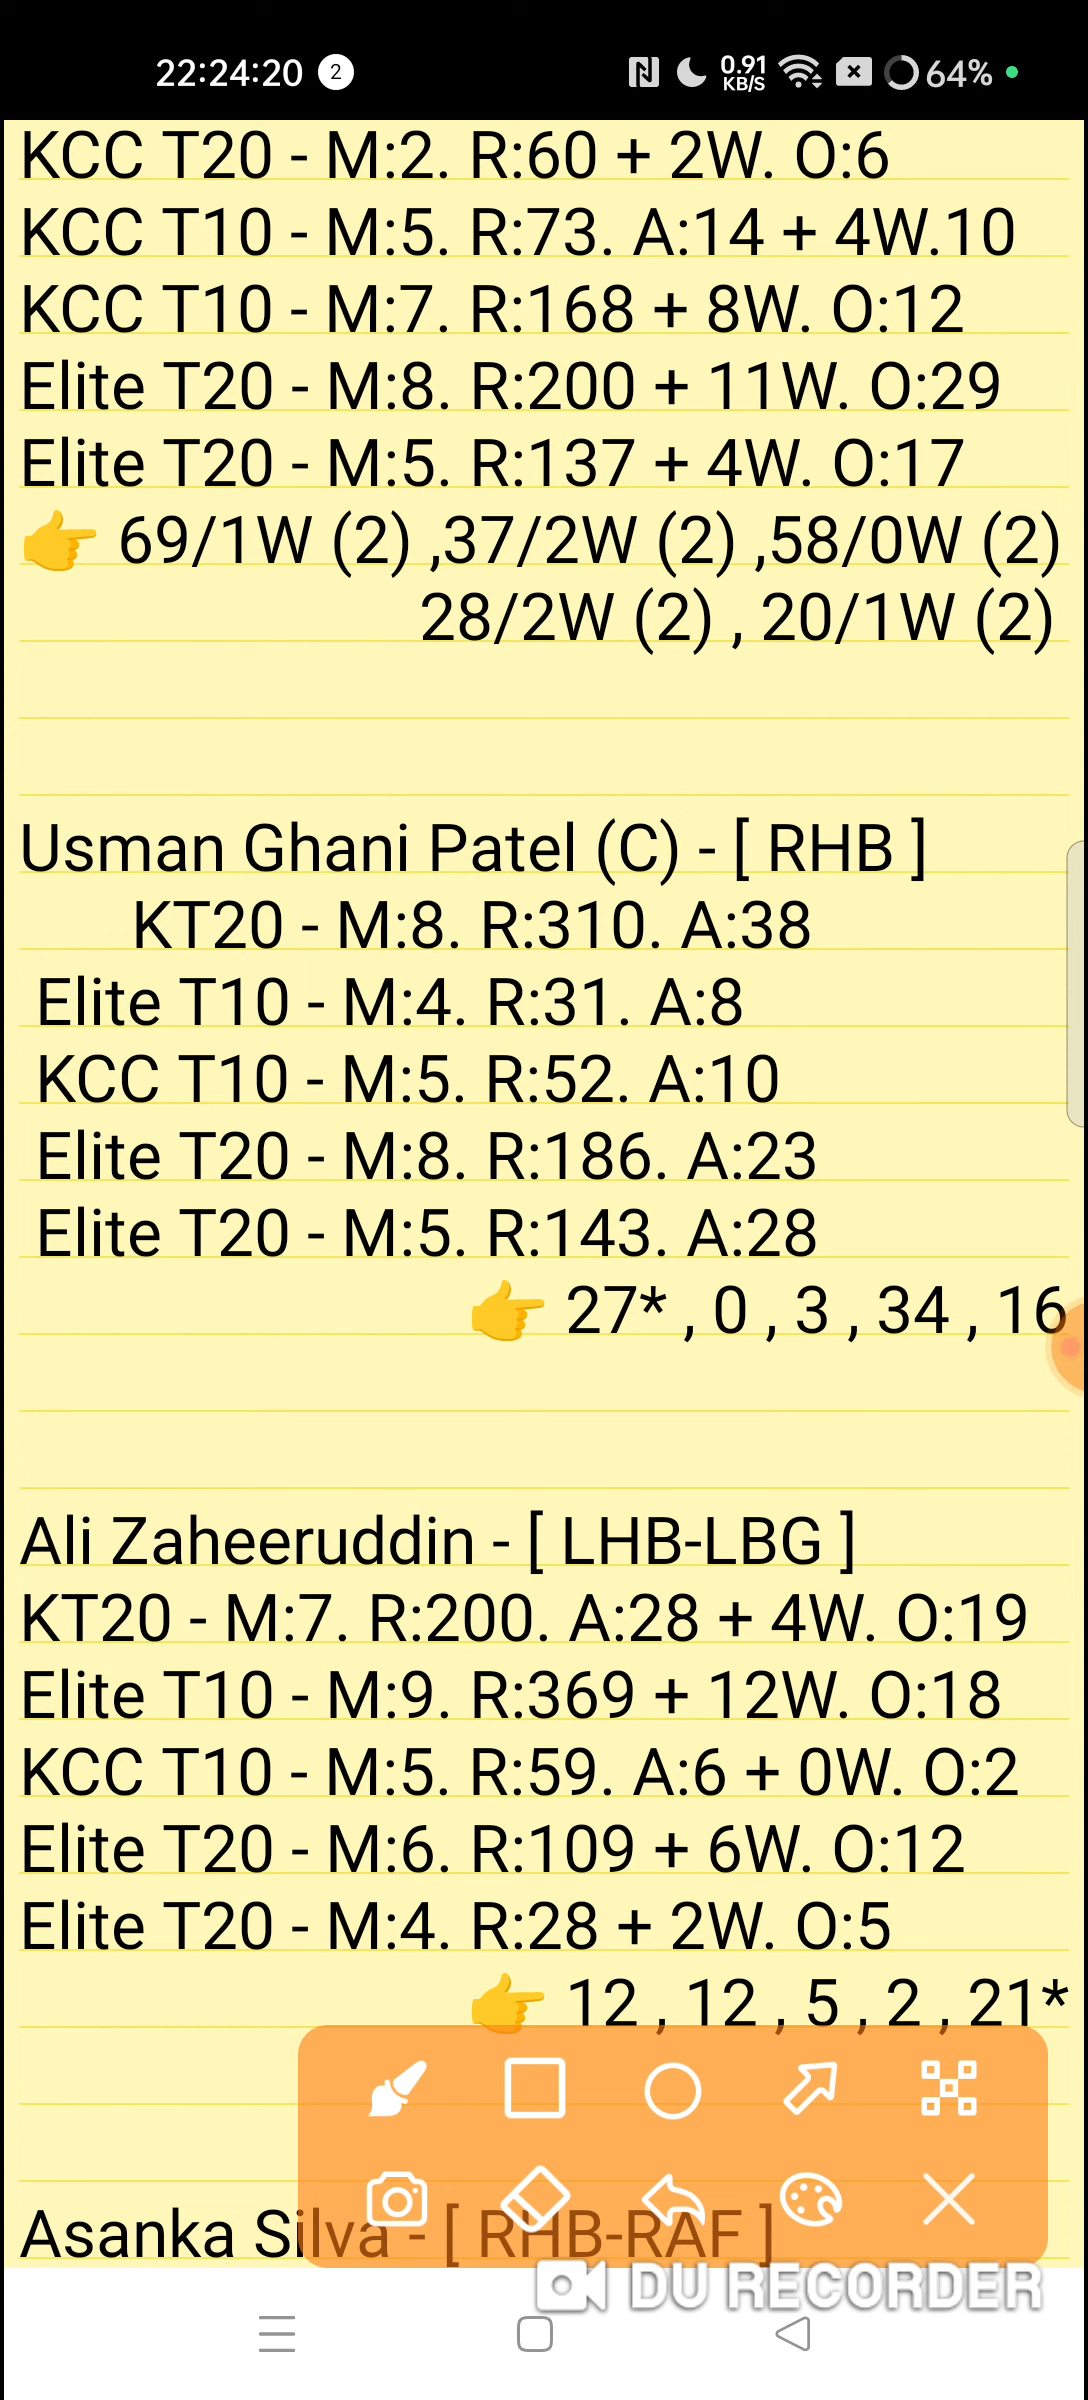 22:24:20 2 0.91 KB/S 64%
KCC T20 - M:2. R:60 + 2W. O:6
KCC T10 - M:5. R:73. A:14 + 4W.10
KCC T10 - M:7. R:168 + 8W. O:12
Elite T20 - M:8. R:200 + 11W. O:29
Elite T20 - M:5. R:137 + 4W. O:17
👉 69/1W (2) ,37/2W (2) ,58/0W (2)
28/2W (2) , 20/1W (2)
Usman Ghani Patel (C) - [ RHB ]
KT20 - M:8. R:310. A:38
Elite T10 - M:4. R:31. A:8
KCC T10 - M:5. R:52. A:10
Elite T20 - M:8. R:186. A:23
Elite T20 - M:5. R:143. A:28
👉 27* , 0 , 3 , 34 , 16
Ali Zaheeruddin - [ LHB-LBG ]
KT20 - M:7. R:200. A:28 + 4W. O:19
Elite T10 - M:9. R:369 + 12W. O:18
KCC T10 - M:5. R:59. A:6 + 0W. O:2
Elite T20 - M:6. R:109 + 6W. O:12
Elite T20 - M:4. R:28 + 2W. O:5
👉 12 , 12 , 5 , 2 , 21*
Asanka Silva - [ RHB-RAF ]
DU RECORDER